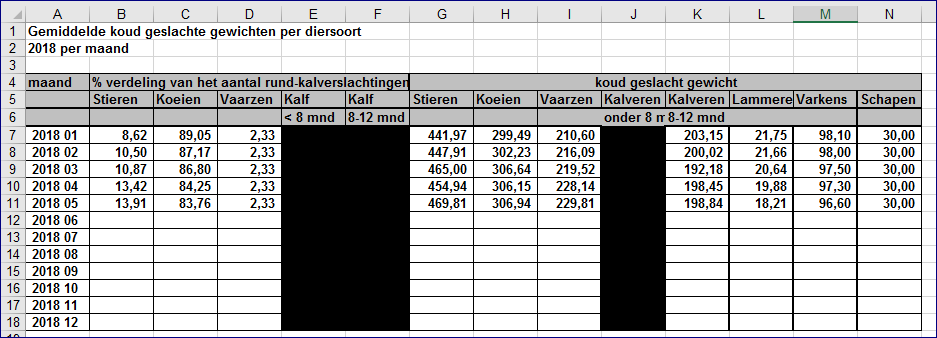 A B C D E F G H I J K L M N
1 Gemiddelde koud geslachte gewichten per diersoort
2 2018 per maand
3
4 maand % verdeling van het aantal rund-kalverslachtingen koud geslacht gewicht
5 Stieren Koeien Vaarzen Kalf Kalf Stieren Koeien Vaarzen Kalveren Kalveren Lammere Varkens Schapen
6 < 8 mnd 8-12 mnd onder 8 m 8-12 mnd
7 2018 01 8,62 89,05 2,33 441,97 299,49 210,60 203,15 21,75 98,10 30,00
8 2018 02 10,50 87,17 2,33 447,91 302,23 216,09 200,02 21,66 98,00 30,00
9 2018 03 10,87 86,80 2,33 465,00 306,64 219,52 192,18 20,64 97,50 30,00
10 2018 04 13,42 84,25 2,33 454,94 306,15 228,14 198,45 19,88 97,30 30,00
11 2018 05 13,91 83,76 2,33 469,81 306,94 229,81 198,84 18,21 96,60 30,00
12 2018 06
13 2018 07
14 2018 08
15 2018 09
16 2018 10
17 2018 11
18 2018 12